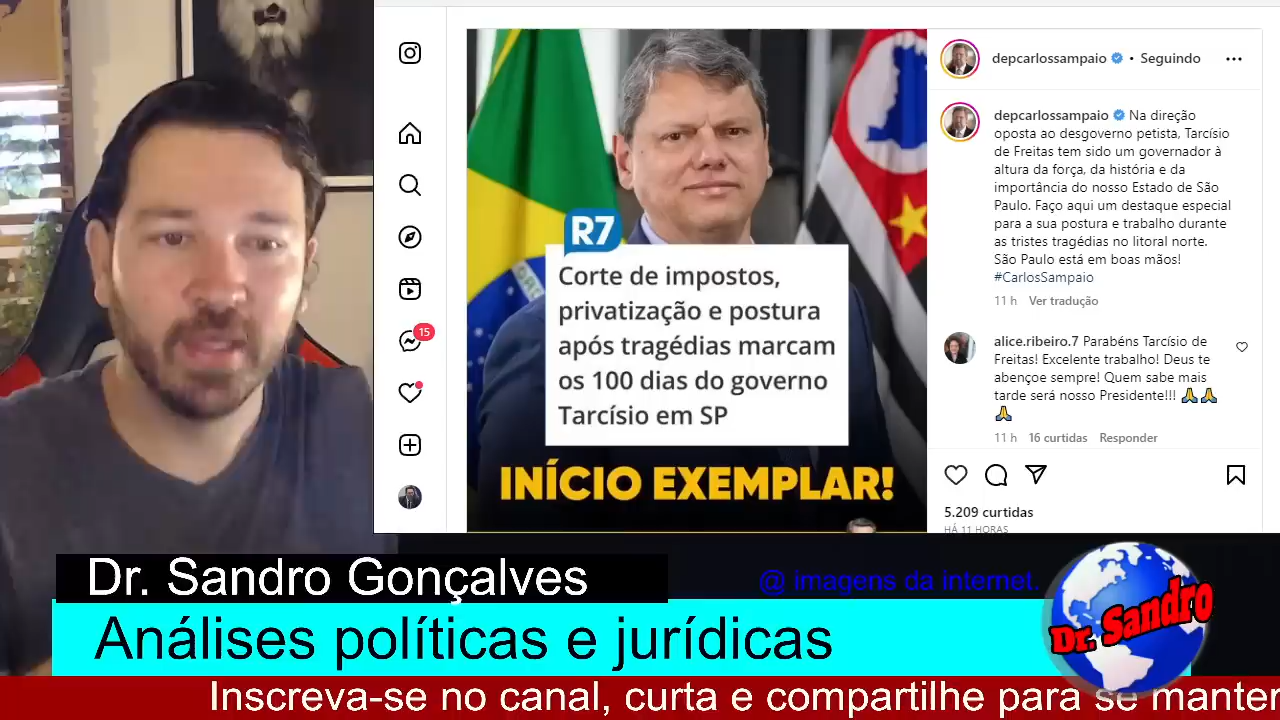 depcarlossampaio • Seguindo
depcarlossampaio Na direção
oposta ao desgoverno petista, Tarcísio
de Freitas tem sido um governador à
altura da força, da história e da
importância do nosso Estado de São
Paulo. Faço aqui um destaque especial
para a sua postura e trabalho durante
as tristes tragédias no litoral norte.
São Paulo está em boas mãos!
#CarlosSampaio
11 h Ver tradução
15
R7
Corte de impostos,
privatização e postura
após tragédias marcam
os 100 dias do governo
Tarcísio em SP
INÍCIO EXEMPLAR!
alice.ribeiro.7 Parabéns Tarcísio de
Freitas! Excelente trabalho! Deus te
abençoe sempre! Quem sabe mais
tarde será nosso Presidente!!! 🙏🙏
🙏
11 h 16 curtidas Responder
5.209 curtidas
HÁ 11 HORAS
Dr. Sandro Gonçalves
@ imagens da internet.
Análises políticas e jurídicas
Dr. Sandro
Inscreva-se no canal, curta e compartilhe para se manter